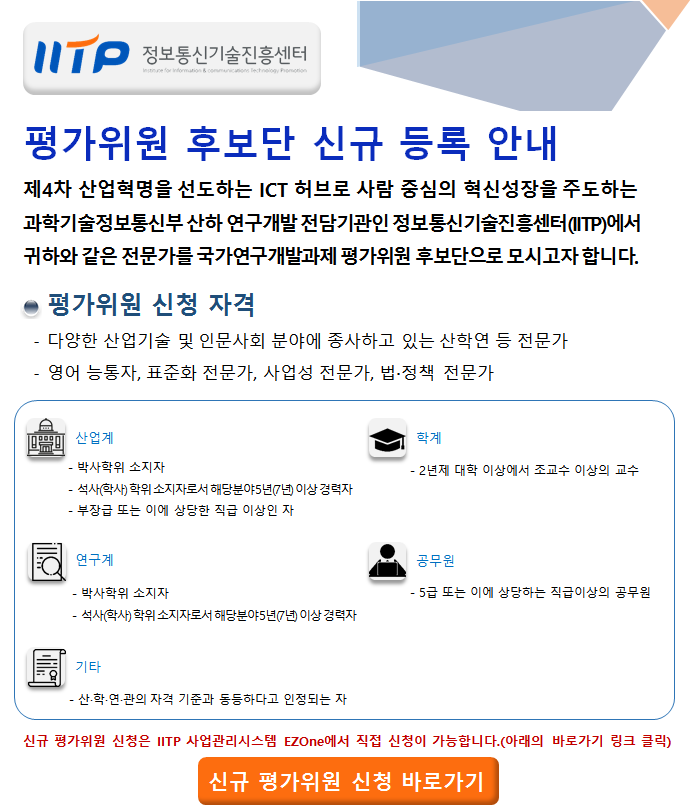 IITP 정보통신기술진흥센터
Institute for Information & communications Technology Promotion
평가위원 후보단 신규 등록 안내
제4차 산업혁명을 선도하는 ICT 허브로 사람 중심의 혁신성장을 주도하는
과학기술정보통신부 산하 연구개발 전담기관인 정보통신기술진흥센터(IITP)에서
귀하와 같은 전문가를 국가연구개발과제 평가위원 후보단으로 모시고자 합니다.
평가위원 신청 자격
- 다양한 산업기술 및 인문사회 분야에 종사하고 있는 산학연 등 전문가
- 영어 능통자, 표준화 전문가, 사업성 전문가, 법·정책 전문가
산업계
- 박사학위 소지자
- 석사(학사) 학위 소지자로서 해당분야 5년(7년) 이상 경력자
- 부장급 또는 이에 상당한 직급 이상인 자
학계
- 2년제 대학 이상에서 조교수 이상의 교수
연구계
- 박사학위 소지자
- 석사(학사) 학위 소지자로서 해당분야 5년(7년) 이상 경력자
공무원
- 5급 또는 이에 상당하는 직급이상의 공무원
기타
- 산·학·연·관의 자격 기준과 동등하다고 인정되는 자
신규 평가위원 신청은 IITP 사업관리시스템 EZOne에서 직접 신청이 가능합니다.(아래의 바로가기 링크 클릭)
신규 평가위원 신청 바로가기